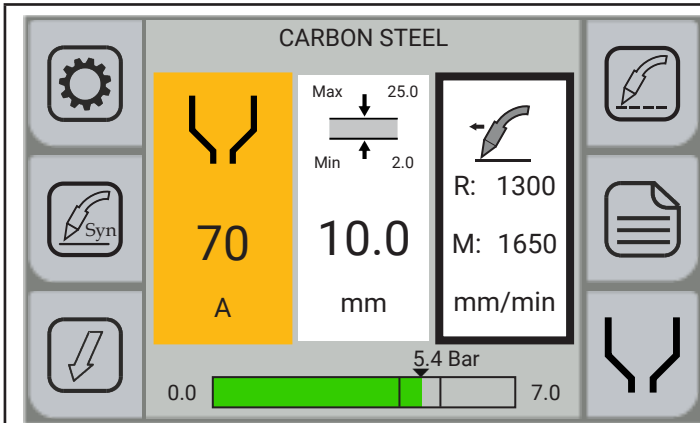 CARBON STEEL
Max 25.0
Min 2.0
70
A
10.0
mm
R: 1300
M: 1650
mm/min
Syn
5.4 Bar
0.0
7.0